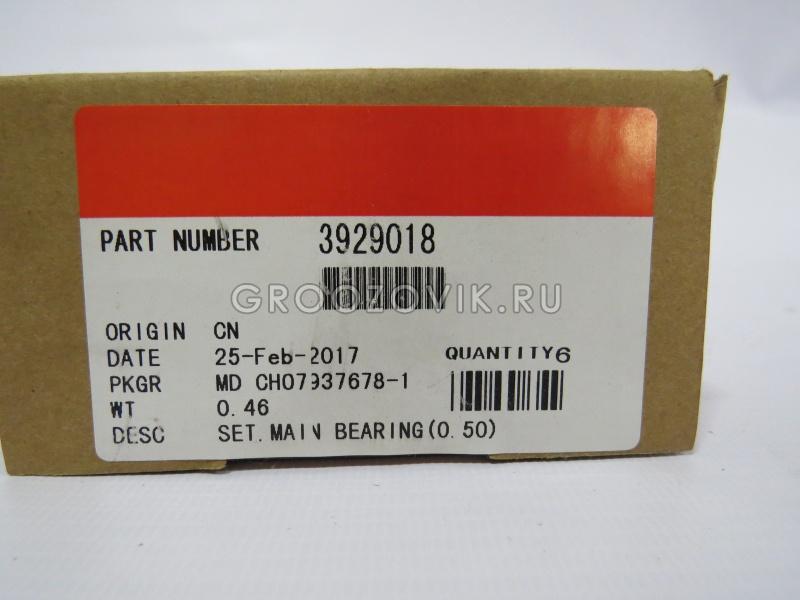 PART NUMBER 3929018
GROOZOVIK.RU
ORIGIN CN
DATE 25-Feb-2017 QUANTITY6
PKGR MD CH07937678-1
WT 0.46
DESC SET.MAIN BEARING(0.50)